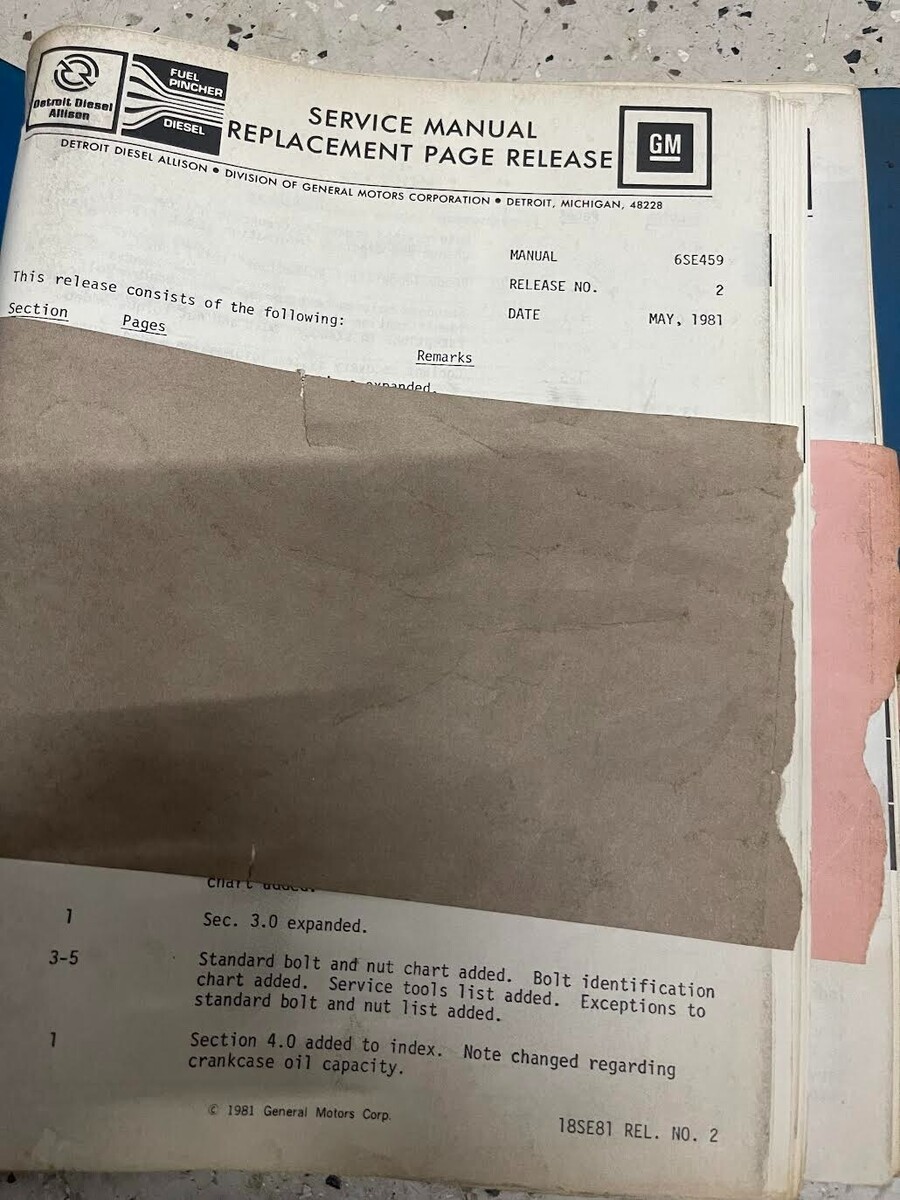 Detroit Diesel
Allison
FUEL
PINCHER
DIESEL
SERVICE MANUAL
REPLACEMENT PAGE RELEASE
GM
DETROIT DIESEL ALLISON • DIVISION OF GENERAL MOTORS CORPORATION • DETROIT, MICHIGAN, 48228
MANUAL 6SE459
RELEASE NO. 2
DATE MAY, 1981
This release consists of the following:
Section Pages Remarks
expanded.
chart added.
1 Sec. 3.0 expanded.
3-5 Standard bolt and nut chart added. Bolt identification
chart added. Service tools list added. Exceptions to
standard bolt and nut list added.
1 Section 4.0 added to index. Note changed regarding
crankcase oil capacity.
© 1981 General Motors Corp.
18SE81 REL. NO. 2